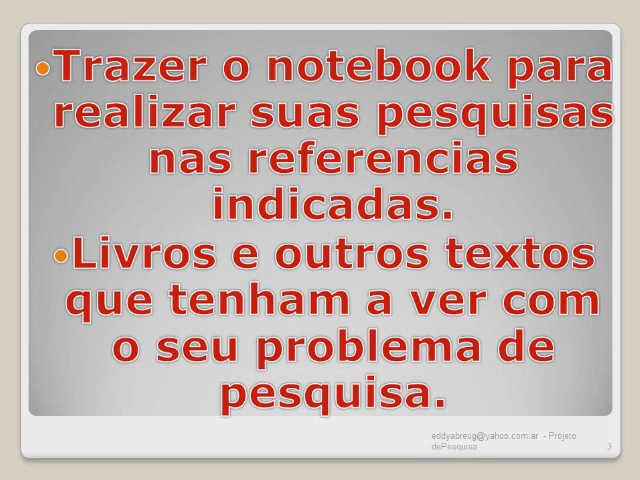 •Trazer o notebook para
realizar suas pesquisas
nas referencias
indicadas.
•Livros e outros textos
que tenham a ver com
o seu problema de
pesquisa.
eddyabreug@yahoo.com.ar - Projeto
dePesquisa
3